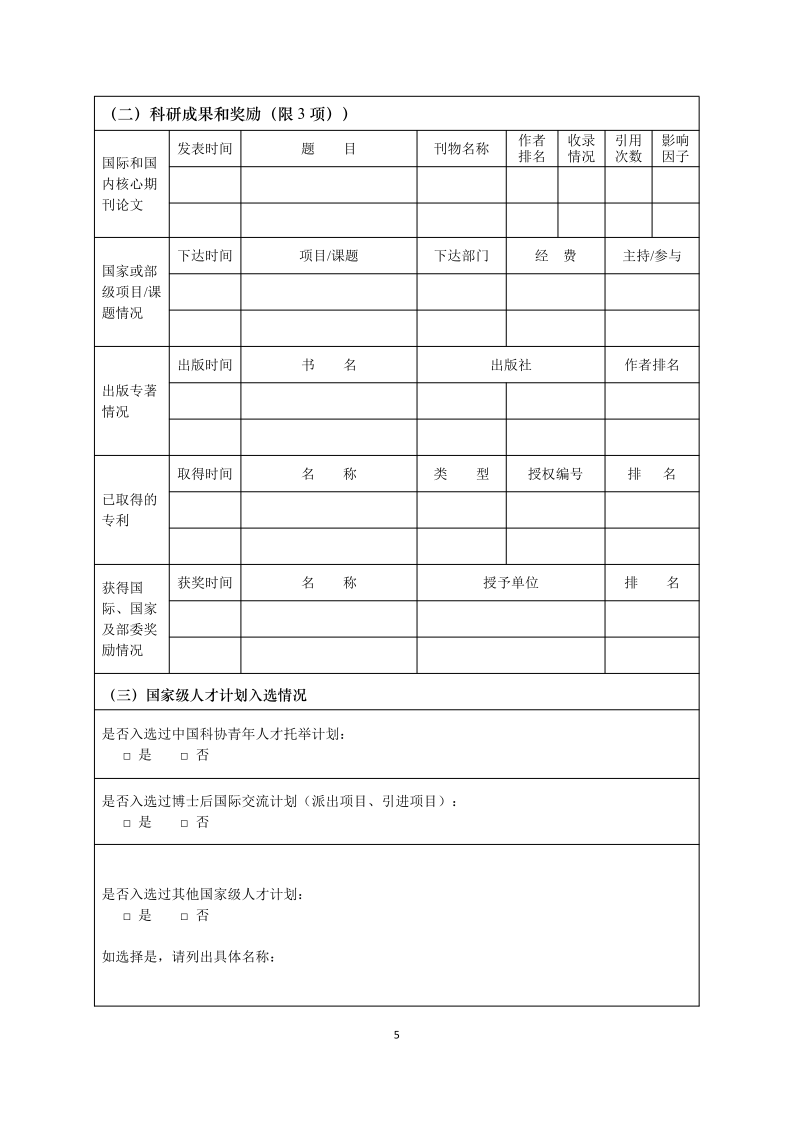 （二）科研成果和奖励（限 3 项））
国际和国
内核心期
刊论文
发表时间 题 目 刊物名称 作者排名 收录情况 引用次数 影响因子
国家或部
级项目/课
题情况
下达时间 项目/课题 下达部门 经 费 主持/参与
出版专著
情况
出版时间 书 名 出版社 作者排名
已取得的
专利
取得时间 名 称 类 型 授权编号 排 名
获得国
际、国家
及部委奖
励情况
获奖时间 名 称 授予单位 排 名
（三）国家级人才计划入选情况
是否入选过中国科协青年人才托举计划：
□ 是 □ 否
是否入选过博士后国际交流计划（派出项目、引进项目）：
□ 是 □ 否
是否入选过其他国家级人才计划：
□ 是 □ 否
如选择是，请列出具体名称：
5